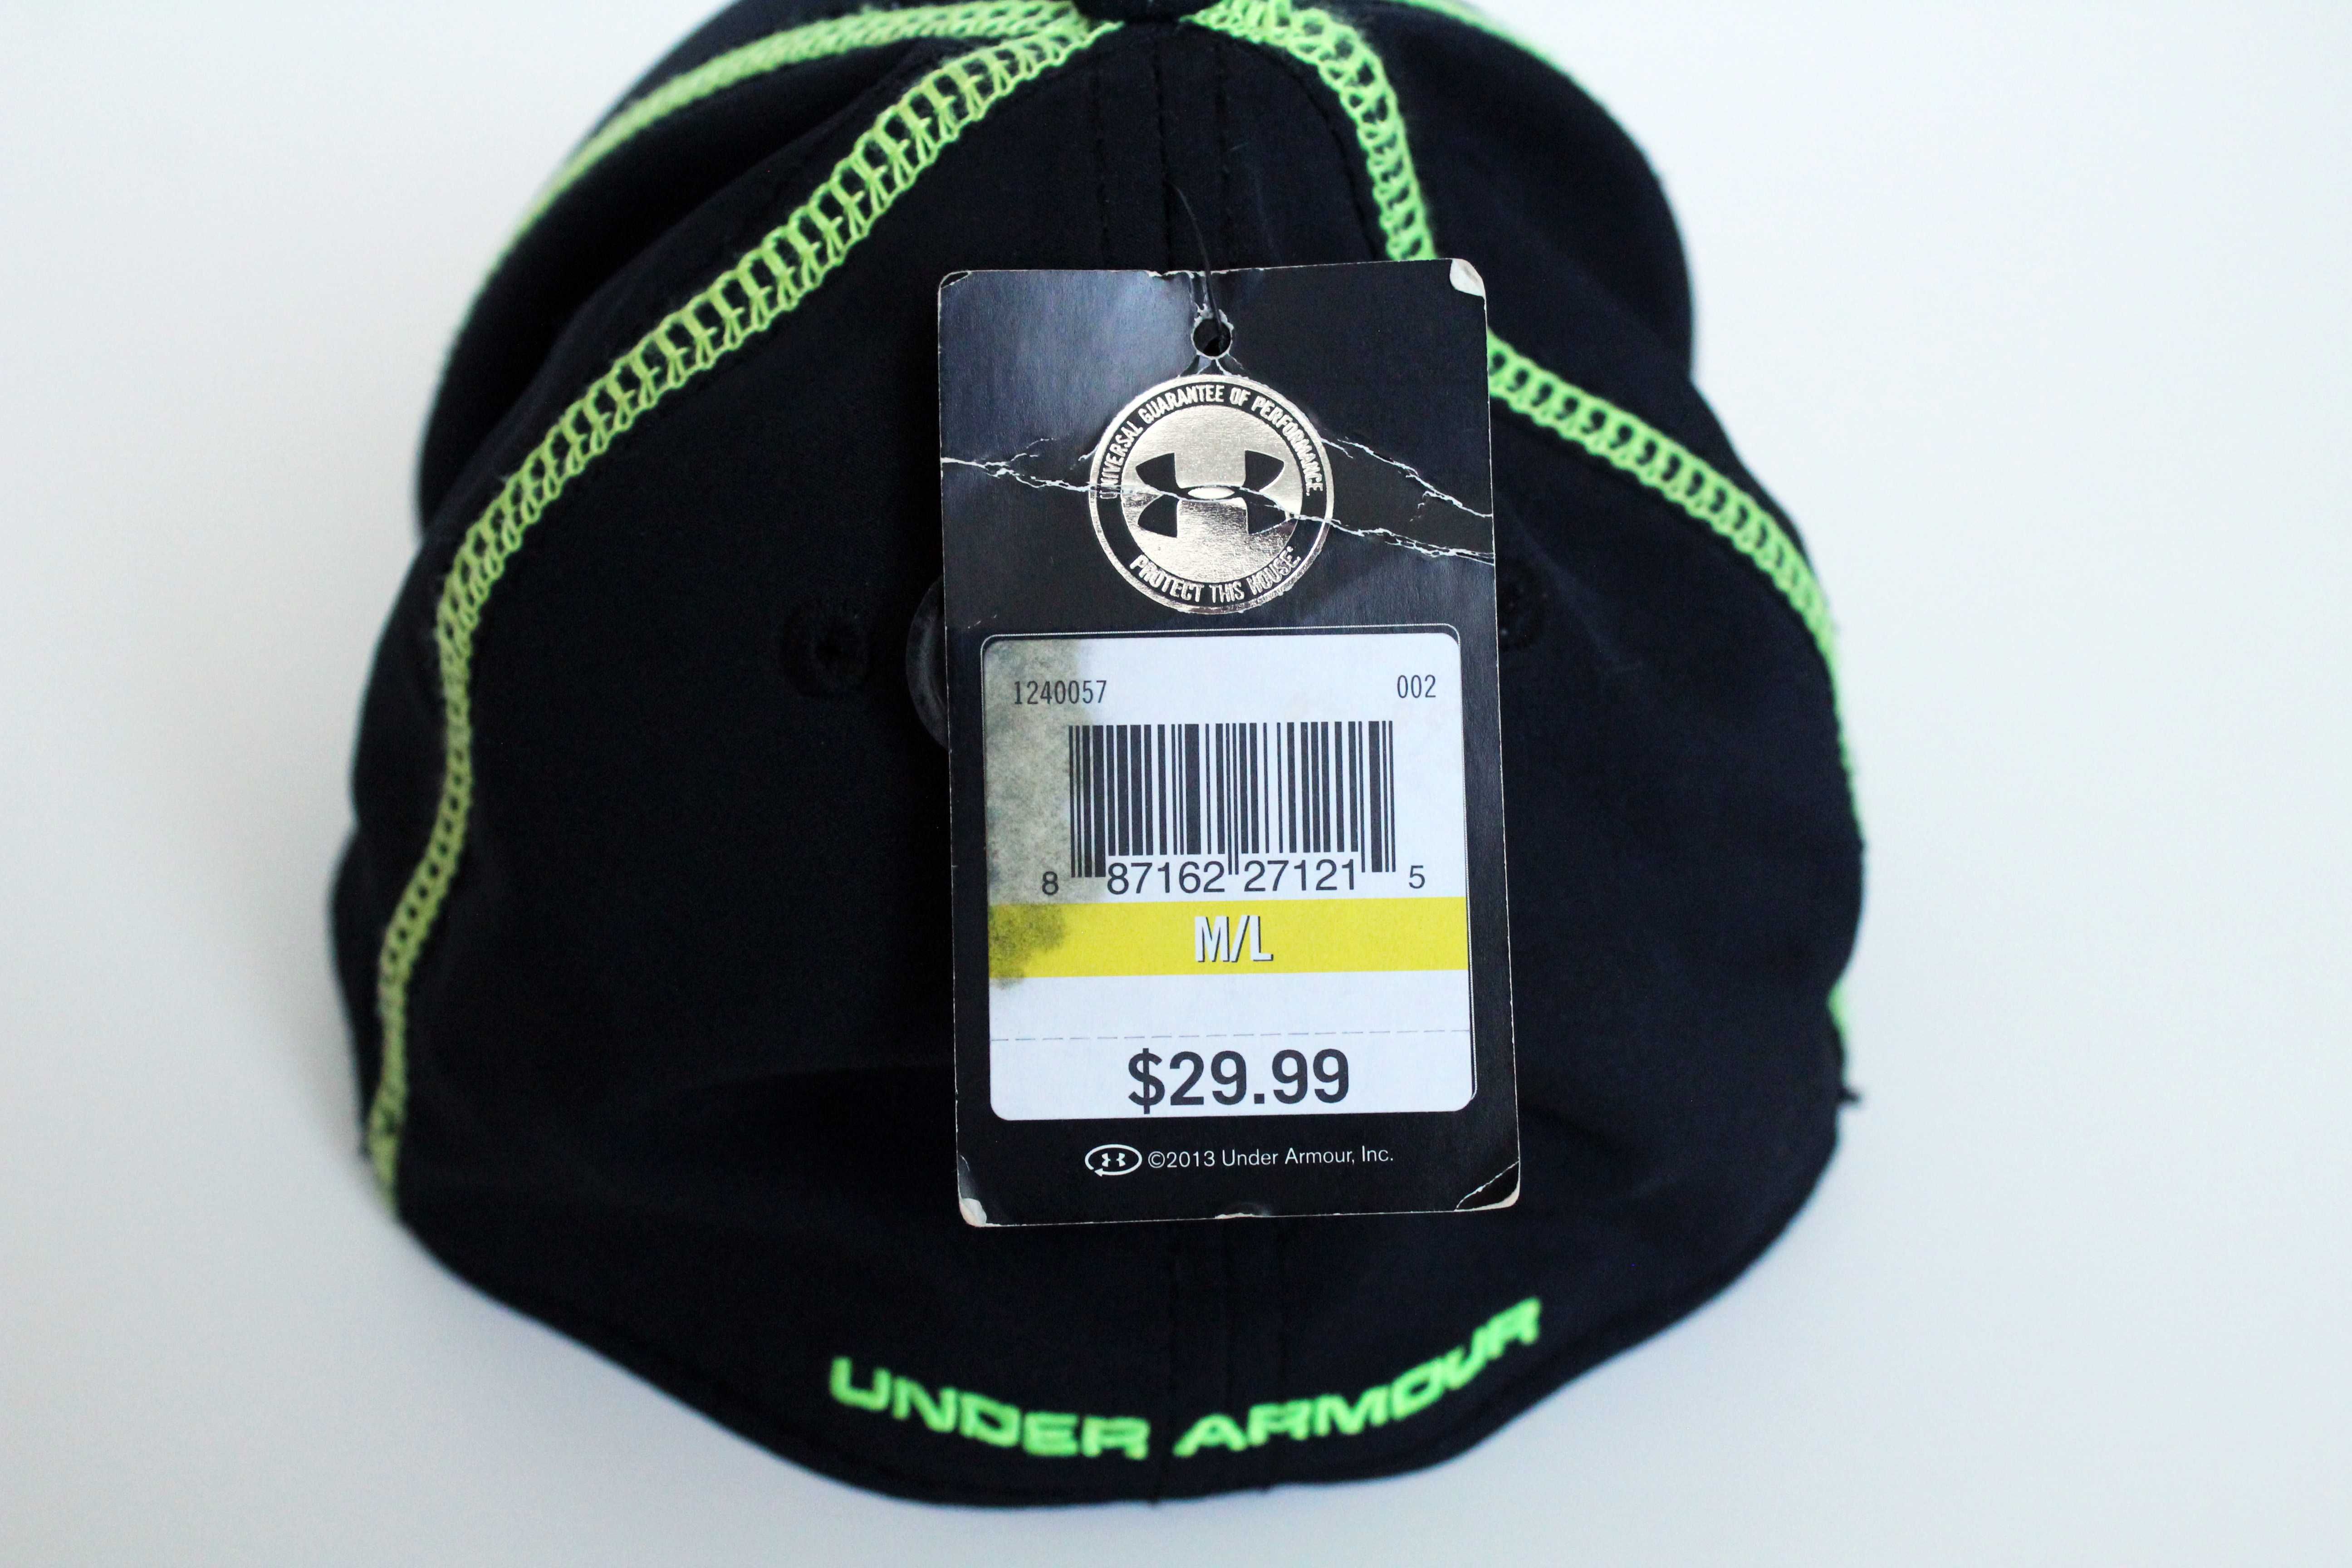 UNIVERSAL GUARANTEE OF PERFORMANCE
PROTECT THIS HOUSE®
1240057 002
8 87162 27121 5
M/L
$29.99
©2013 Under Armour, Inc.
UNDER ARMOUR